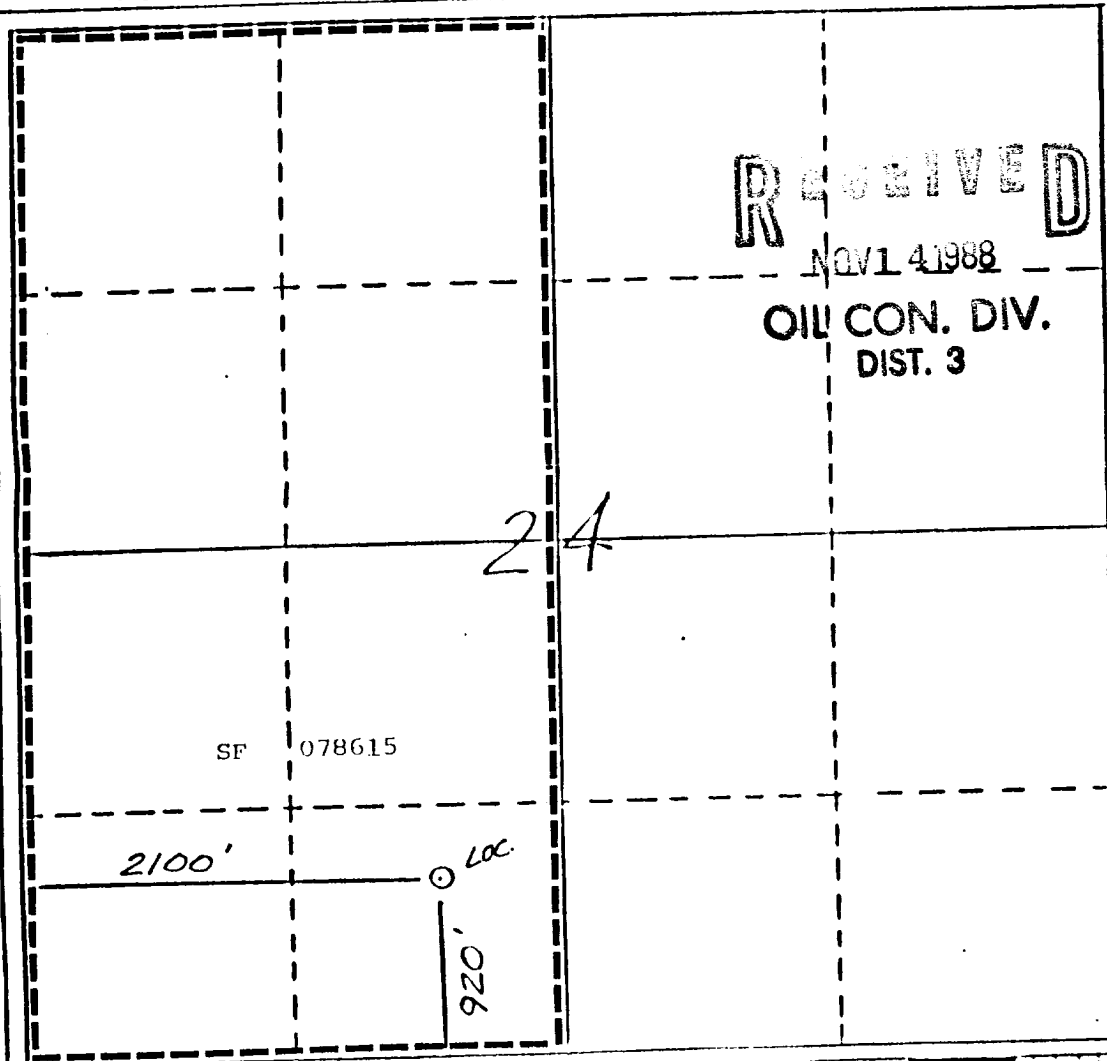 RECEIVED
NOV 14 1988
OIL CON. DIV.
DIST. 3
24
SF 078615
2100'
LOC.
920'